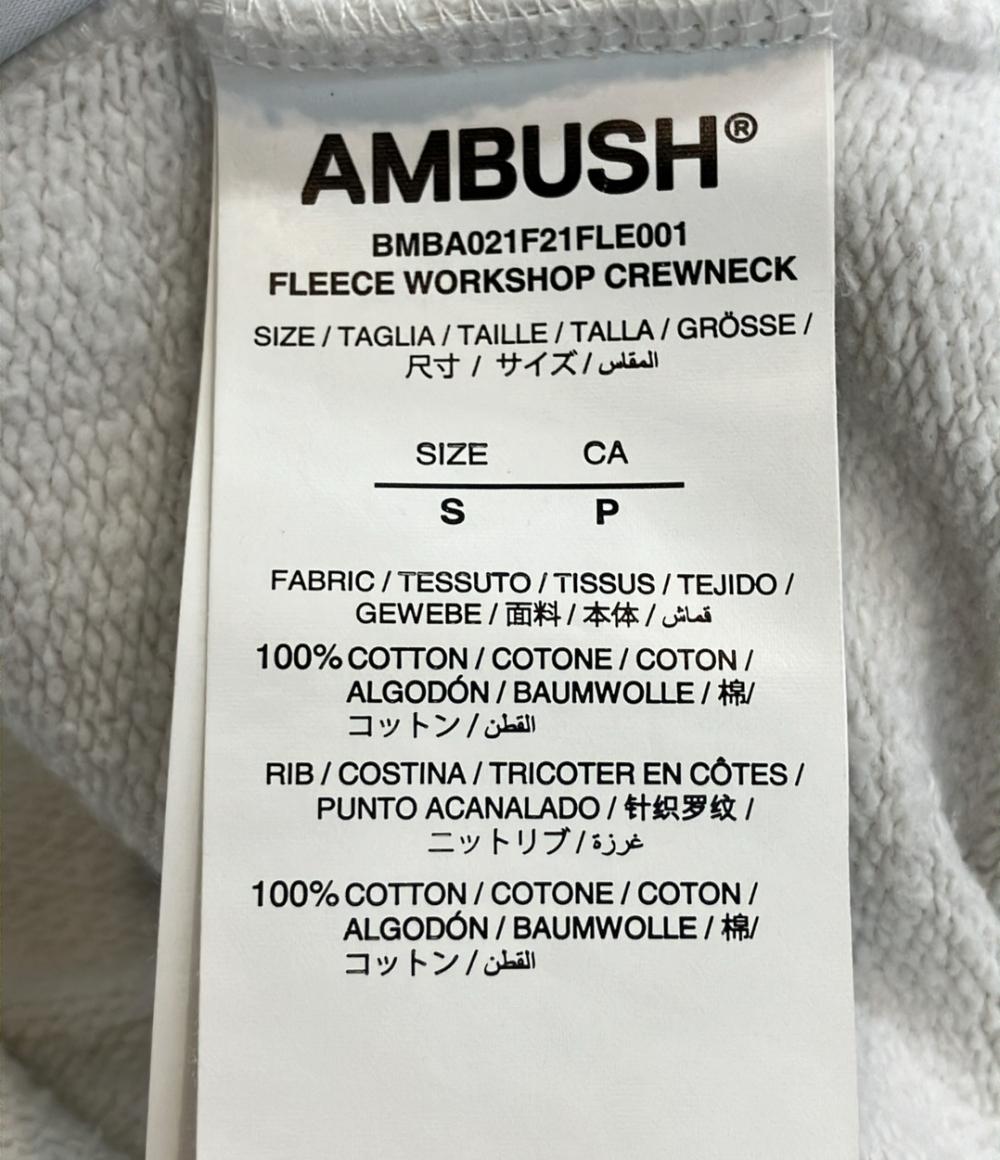 AMBUSH®
BMBA021F21FLE001
FLEECE WORKSHOP CREWNECK
SIZE / TAGLIA / TAILLE / TALLA / GRÖSSE /
尺寸 / サイズ / المقاس
SIZE CA
S P
FABRIC / TESSUTO / TISSUS / TEJIDO /
GEWEBE / 面料 / 本体 / قماش
100% COTTON / COTONE / COTON /
ALGODÓN / BAUMWOLLE / 棉/
コットン / القطن
RIB / COSTINA / TRICOTER EN CÔTES /
PUNTO ACANALADO / 针织罗纹 /
ニットリブ / غرزة
100% COTTON / COTONE / COTON /
ALGODÓN / BAUMWOLLE / 棉/
コットン / القطن